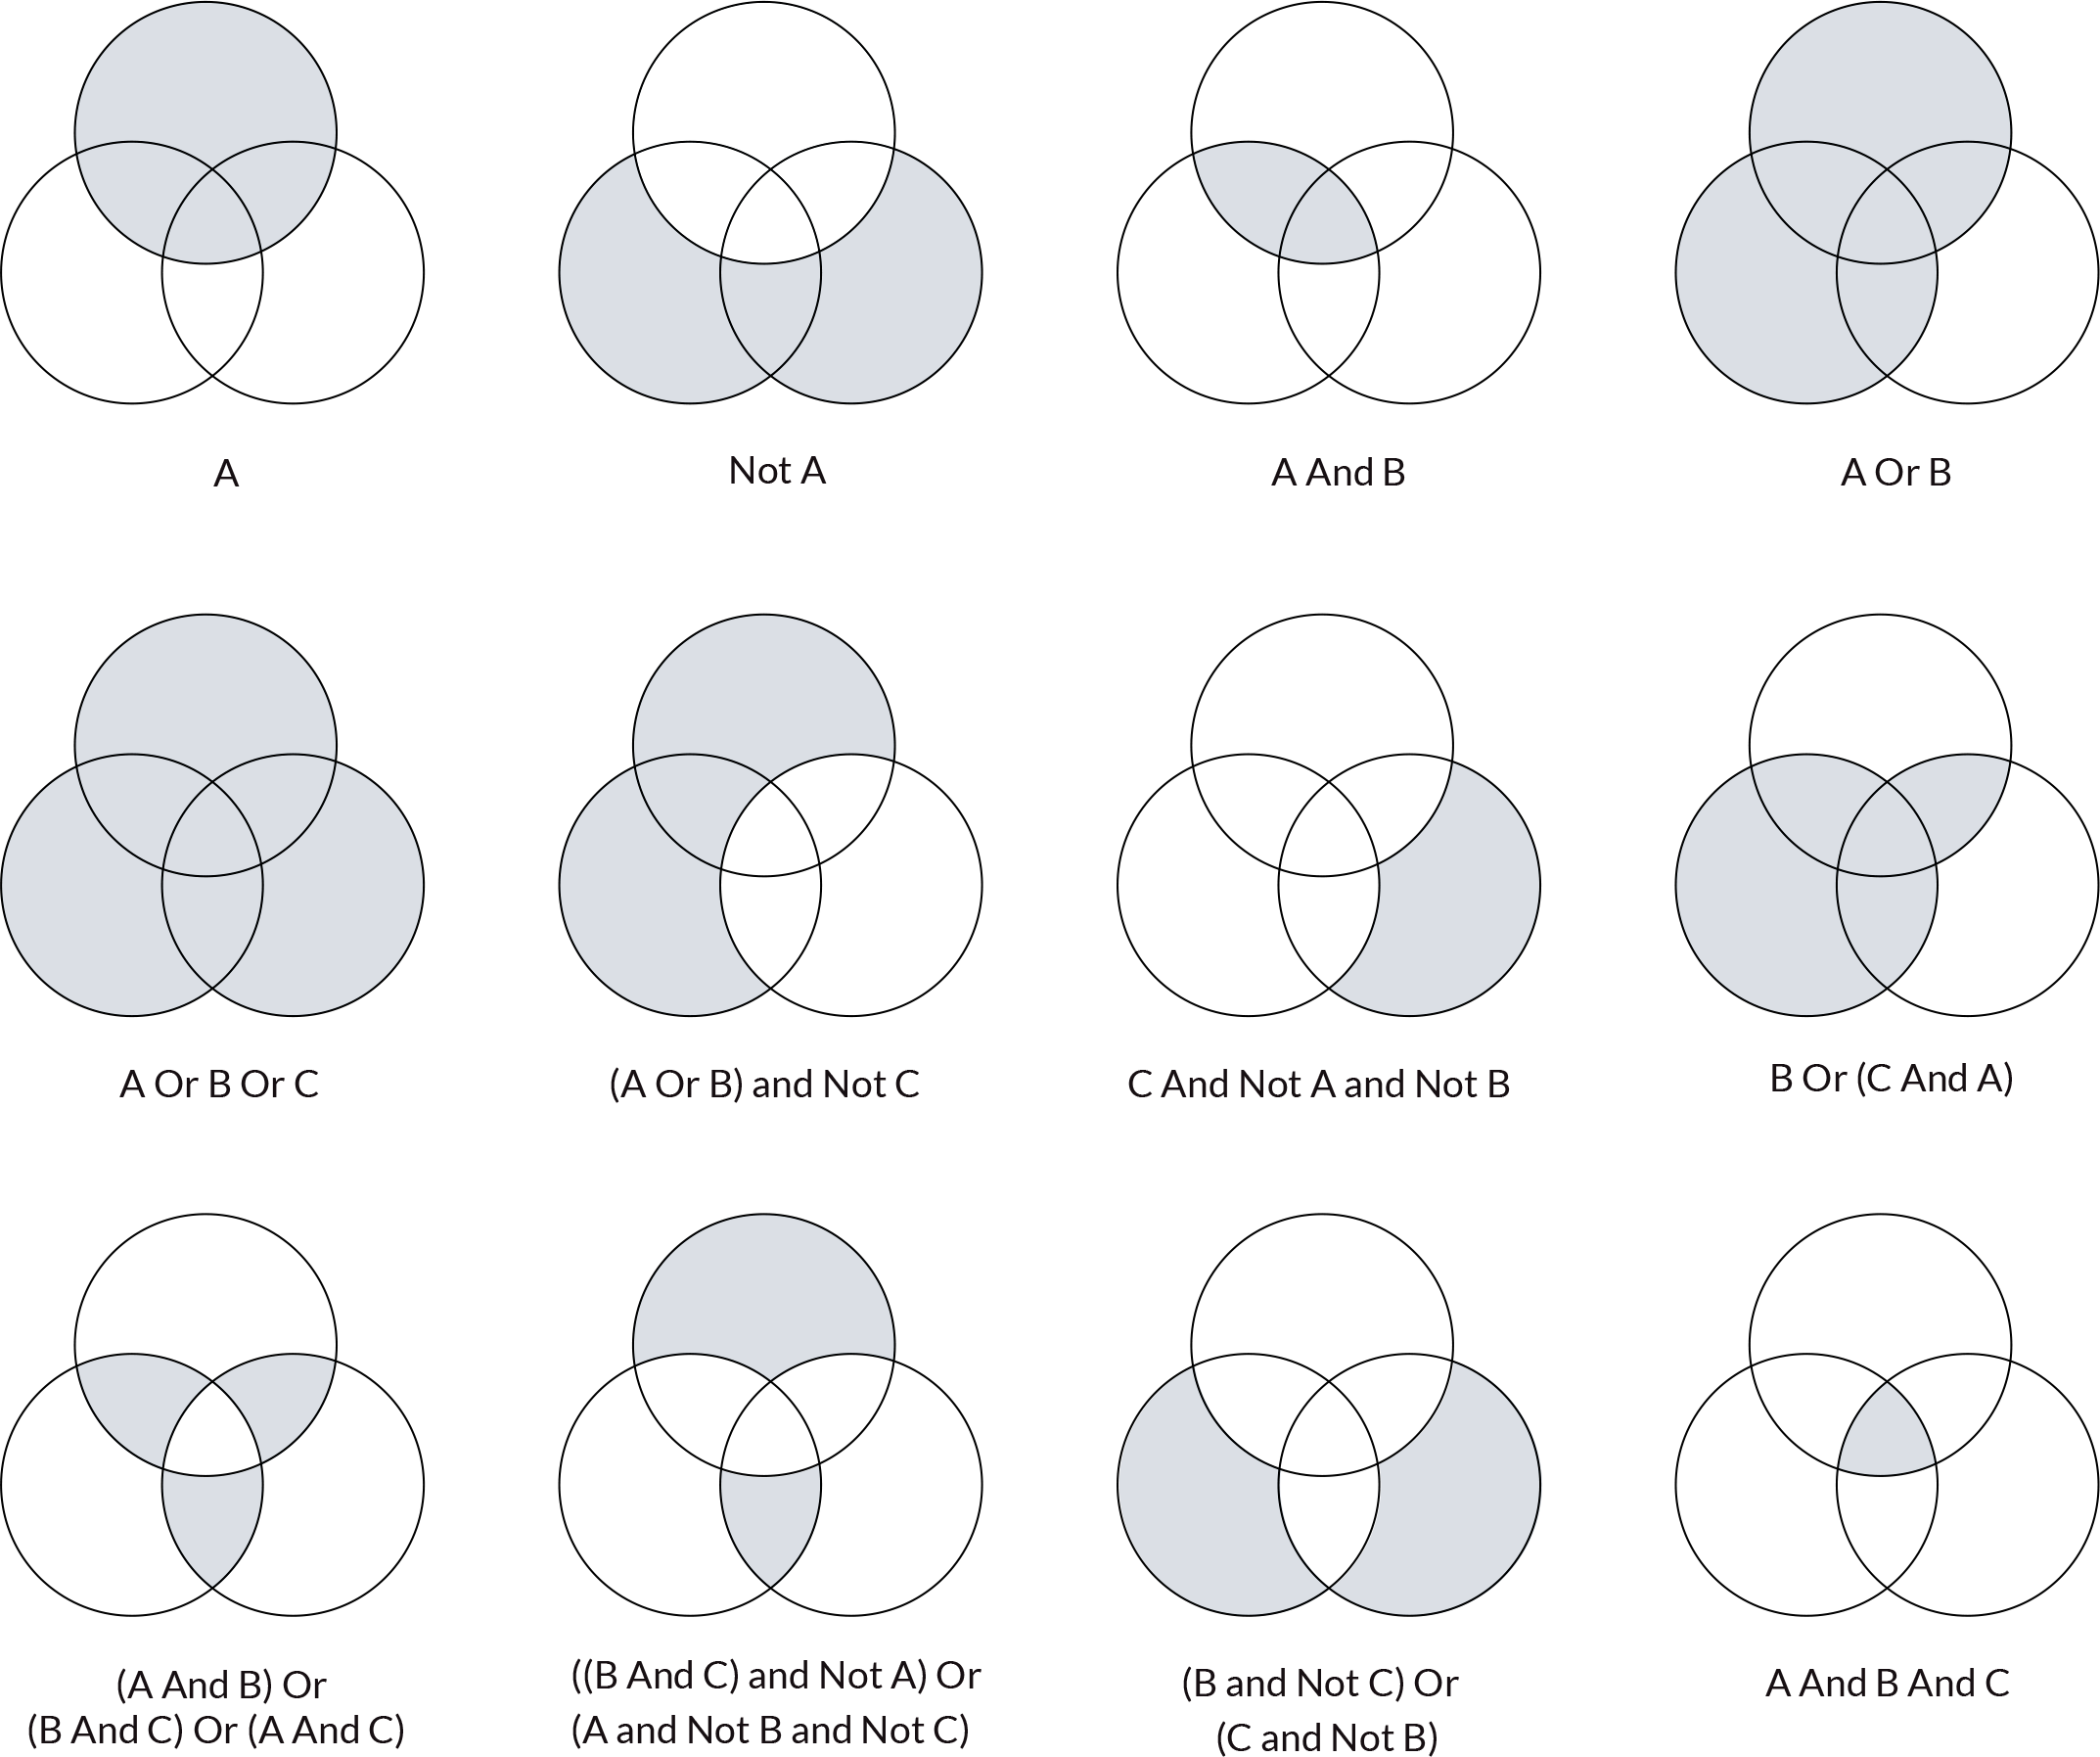 A
Not A
A And B
A Or B
A Or B Or C
(A Or B) and Not C
C And Not A and Not B
B Or (C And A)
(A And B) Or
(B And C) Or (A And C)
((B And C) and Not A) Or
(A and Not B and Not C)
(B and Not C) Or
(C and Not B)
A And B And C